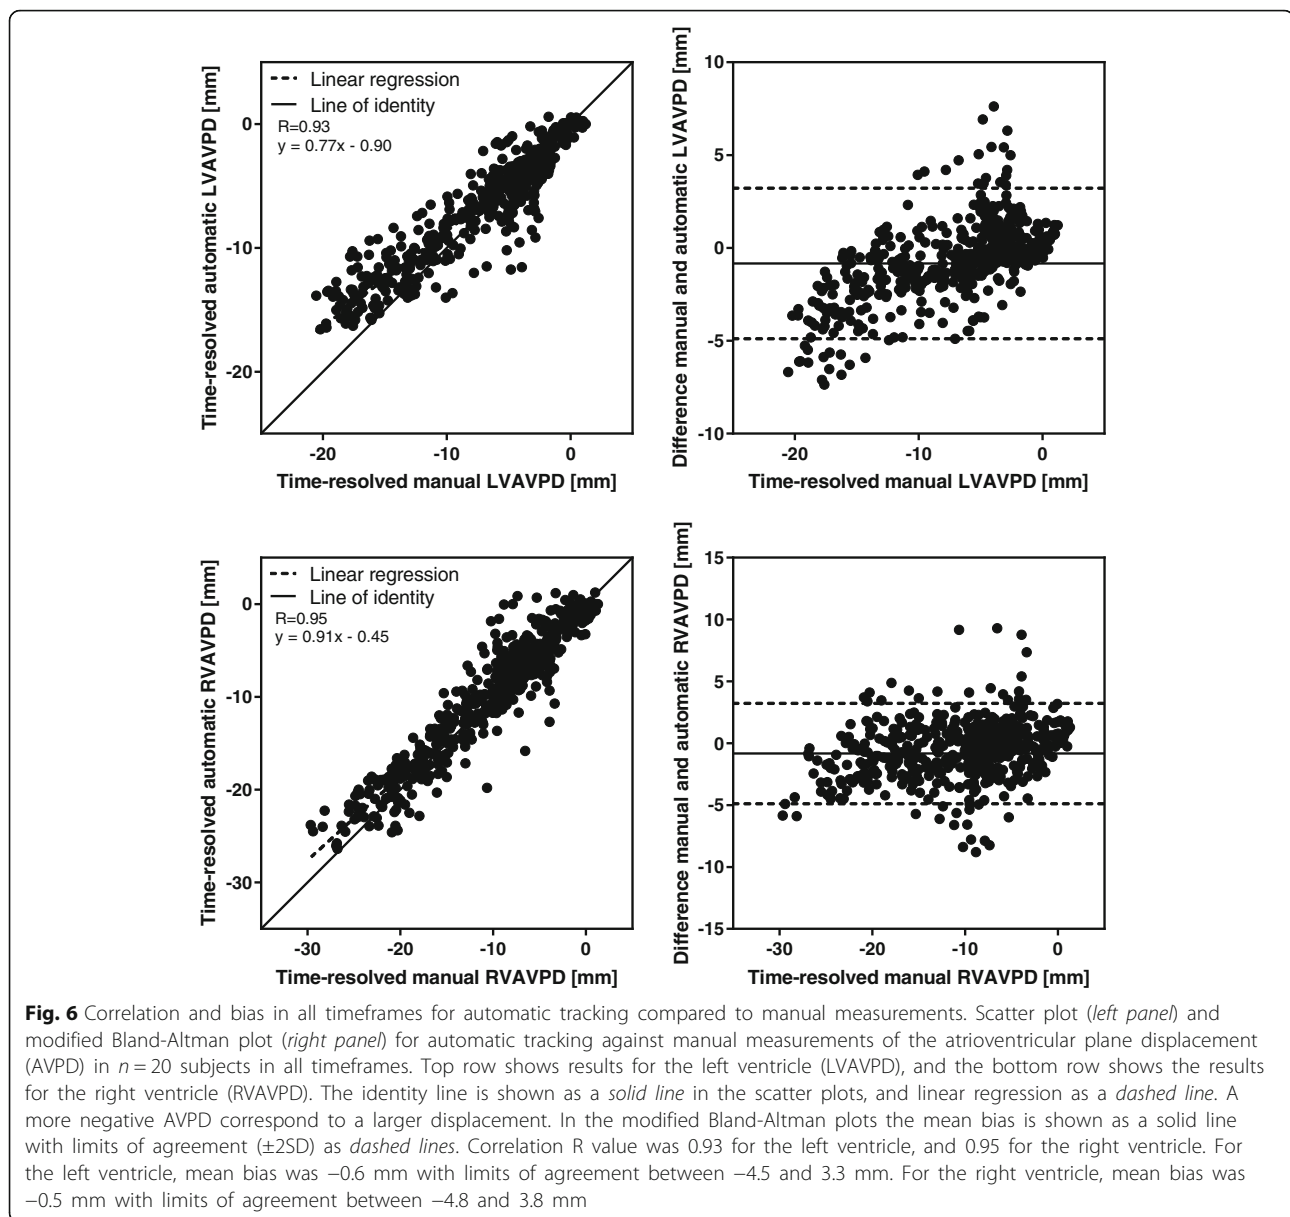 Time-resolved automatic LVAVPD [mm]
Linear regression
Line of identity
R=0.93
y = 0.77x - 0.90
0
-10
-20
-20 -10 0
Time-resolved manual LVAVPD [mm]
Difference manual and automatic LVAVPD [mm]
10
5
0
-5
-10
-20 -10 0
Time-resolved manual LVAVPD [mm]
Time-resolved automatic RVAVPD [mm]
Linear regression
Line of identity
R=0.95
y = 0.91x - 0.45
0
-10
-20
-30
-30 -20 -10 0
Time-resolved manual RVAVPD [mm]
Difference manual and automatic RVAVPD [mm]
15
10
5
0
-5
-10
-15
-30 -20 -10 0
Time-resolved manual RVAVPD [mm]
Fig. 6 Correlation and bias in all timeframes for automatic tracking compared to manual measurements. Scatter plot (left panel) and
modified Bland-Altman plot (right panel) for automatic tracking against manual measurements of the atrioventricular plane displacement
(AVPD) in n = 20 subjects in all timeframes. Top row shows results for the left ventricle (LVAVPD), and the bottom row shows the results
for the right ventricle (RVAVPD). The identity line is shown as a solid line in the scatter plots, and linear regression as a dashed line. A
more negative AVPD correspond to a larger displacement. In the modified Bland-Altman plots the mean bias is shown as a solid line
with limits of agreement (±2SD) as dashed lines. Correlation R value was 0.93 for the left ventricle, and 0.95 for the right ventricle. For
the left ventricle, mean bias was −0.6 mm with limits of agreement between −4.5 and 3.3 mm. For the right ventricle, mean bias was
−0.5 mm with limits of agreement between −4.8 and 3.8 mm